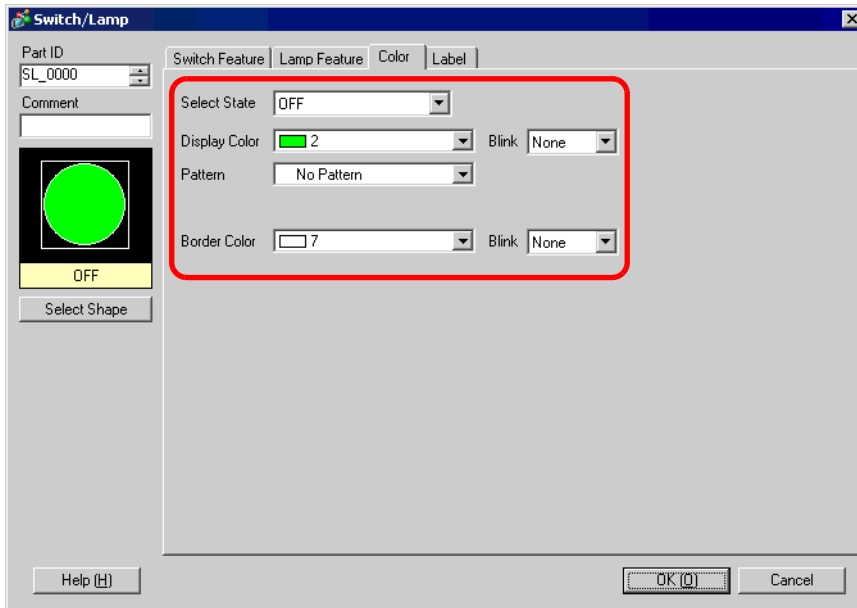 Switch/Lamp
Part ID
SL_0000
Comment
OFF
Select Shape
Switch Feature Lamp Feature Color Label
Select State OFF
Display Color 2 Blink None
Pattern No Pattern
Border Color 7 Blink None
Help (H) OK (O) Cancel